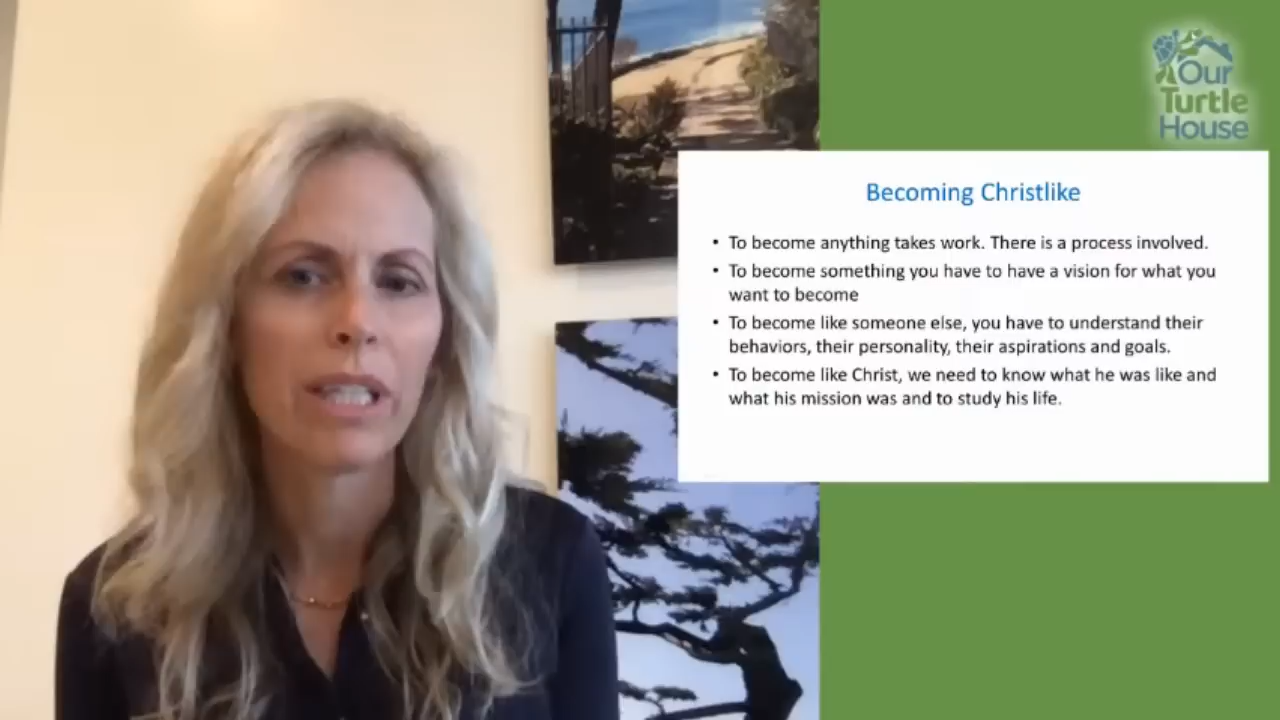 Our
Turtle
House
Becoming Christlike
• To become anything takes work. There is a process involved.
• To become something you have to have a vision for what you
want to become
• To become like someone else, you have to understand their
behaviors, their personality, their aspirations and goals.
• To become like Christ, we need to know what he was like and
what his mission was and to study his life.